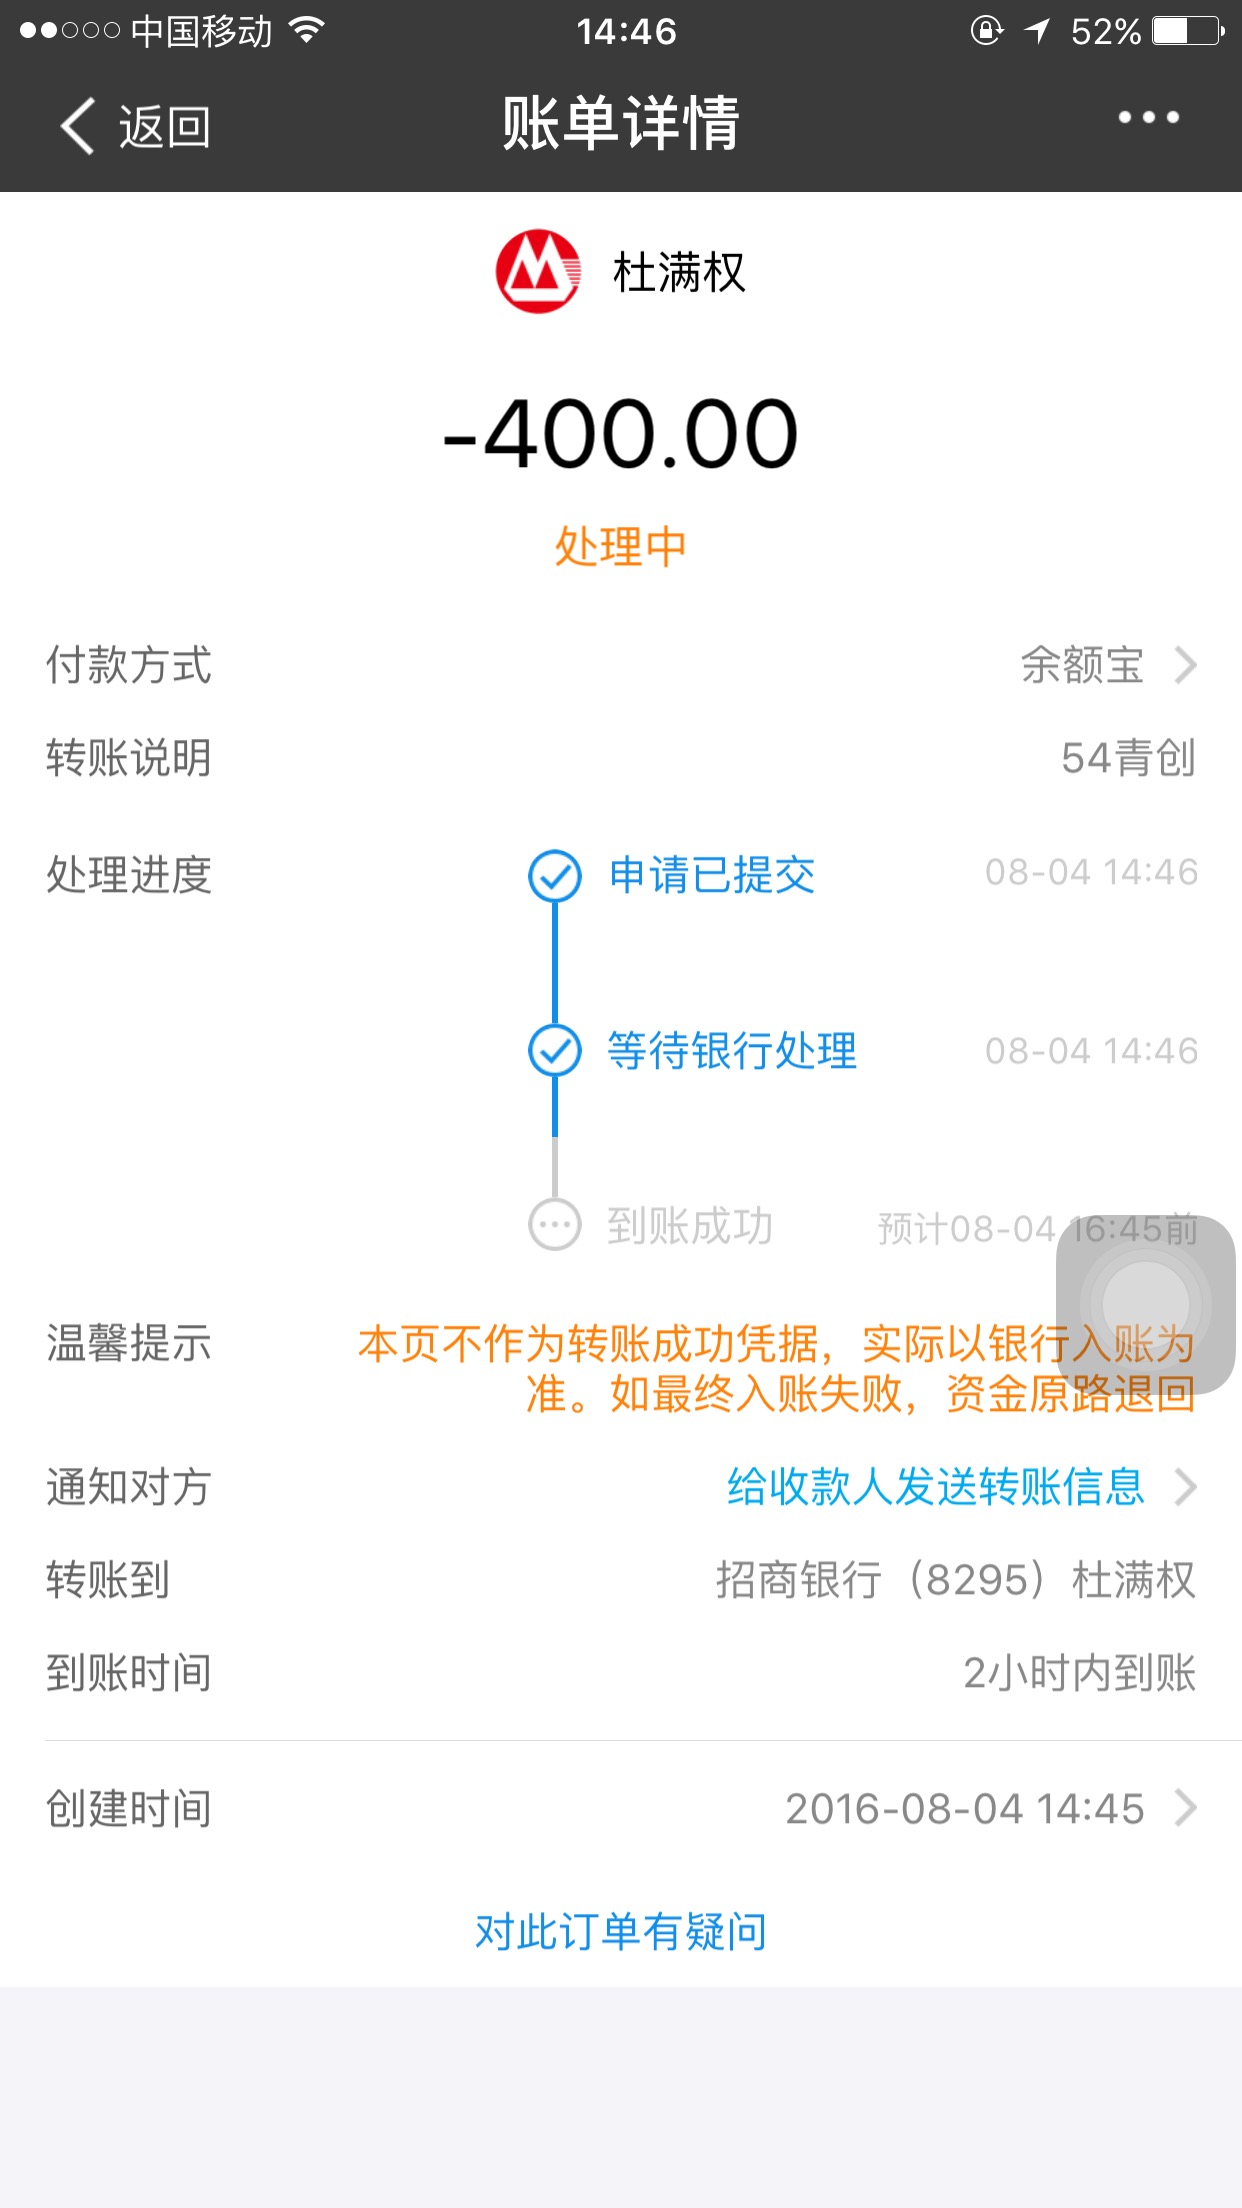 中国移动 14:46 52%
返回 账单详情
杜满权
-400.00
处理中
付款方式 余额宝
转账说明 54青创
处理进度 申请已提交 08-04 14:46
等待银行处理 08-04 14:46
到账成功 预计08-04 16:45前
温馨提示 本页不作为转账成功凭据，实际以银行入账为
准。如最终入账失败，资金原路退回
通知对方 给收款人发送转账信息
转账到 招商银行（8295）杜满权
到账时间 2小时内到账
创建时间 2016-08-04 14:45
对此订单有疑问